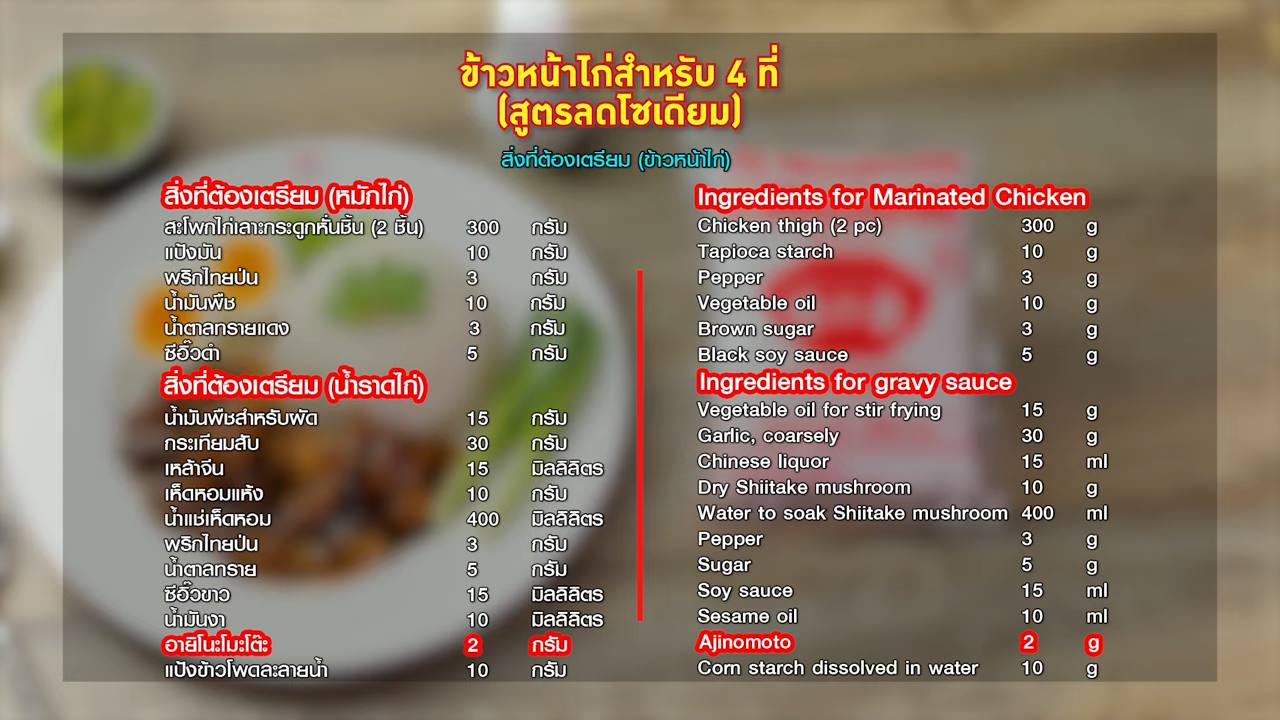 ข้าวหน้าไก่สำหรับ 4 ที่
(สูตรลดโซเดียม)
สิ่งที่ต้องเตรียม (ข้าวหน้าไก่)
สิ่งที่ต้องเตรียม (หมักไก่)
สะโพกไก่เลาะกระดูกหั่นชิ้น (2 ชิ้น) 300 กรัม
แป้งมัน 10 กรัม
พริกไทยป่น 3 กรัม
น้ำมันพืช 10 กรัม
น้ำตาลทรายแดง 3 กรัม
ซีอิ๊วดำ 5 กรัม
สิ่งที่ต้องเตรียม (น้ำราดไก่)
น้ำมันพืชสำหรับผัด 15 กรัม
กระเทียมสับ 30 กรัม
เหล้าจีน 15 มิลลิลิตร
เห็ดหอมแห้ง 10 กรัม
น้ำแช่เห็ดหอม 400 มิลลิลิตร
พริกไทยป่น 3 กรัม
น้ำตาลทราย 5 กรัม
ซีอิ๊วขาว 15 มิลลิลิตร
น้ำมันงา 10 มิลลิลิตร
อายิโนะโมะโต๊ะ 2 กรัม
แป้งข้าวโพดละลายน้ำ 10 กรัม
Ingredients for Marinated Chicken
Chicken thigh (2 pc) 300 g
Tapioca starch 10 g
Pepper 3 g
Vegetable oil 10 g
Brown sugar 3 g
Black soy sauce 5 g
Ingredients for gravy sauce
Vegetable oil for stir frying 15 g
Garlic, coarsely 30 g
Chinese liquor 15 ml
Dry Shiitake mushroom 10 g
Water to soak Shiitake mushroom 400 ml
Pepper 3 g
Sugar 5 g
Soy sauce 15 ml
Sesame oil 10 ml
Ajinomoto 2 g
Corn starch dissolved in water 10 g